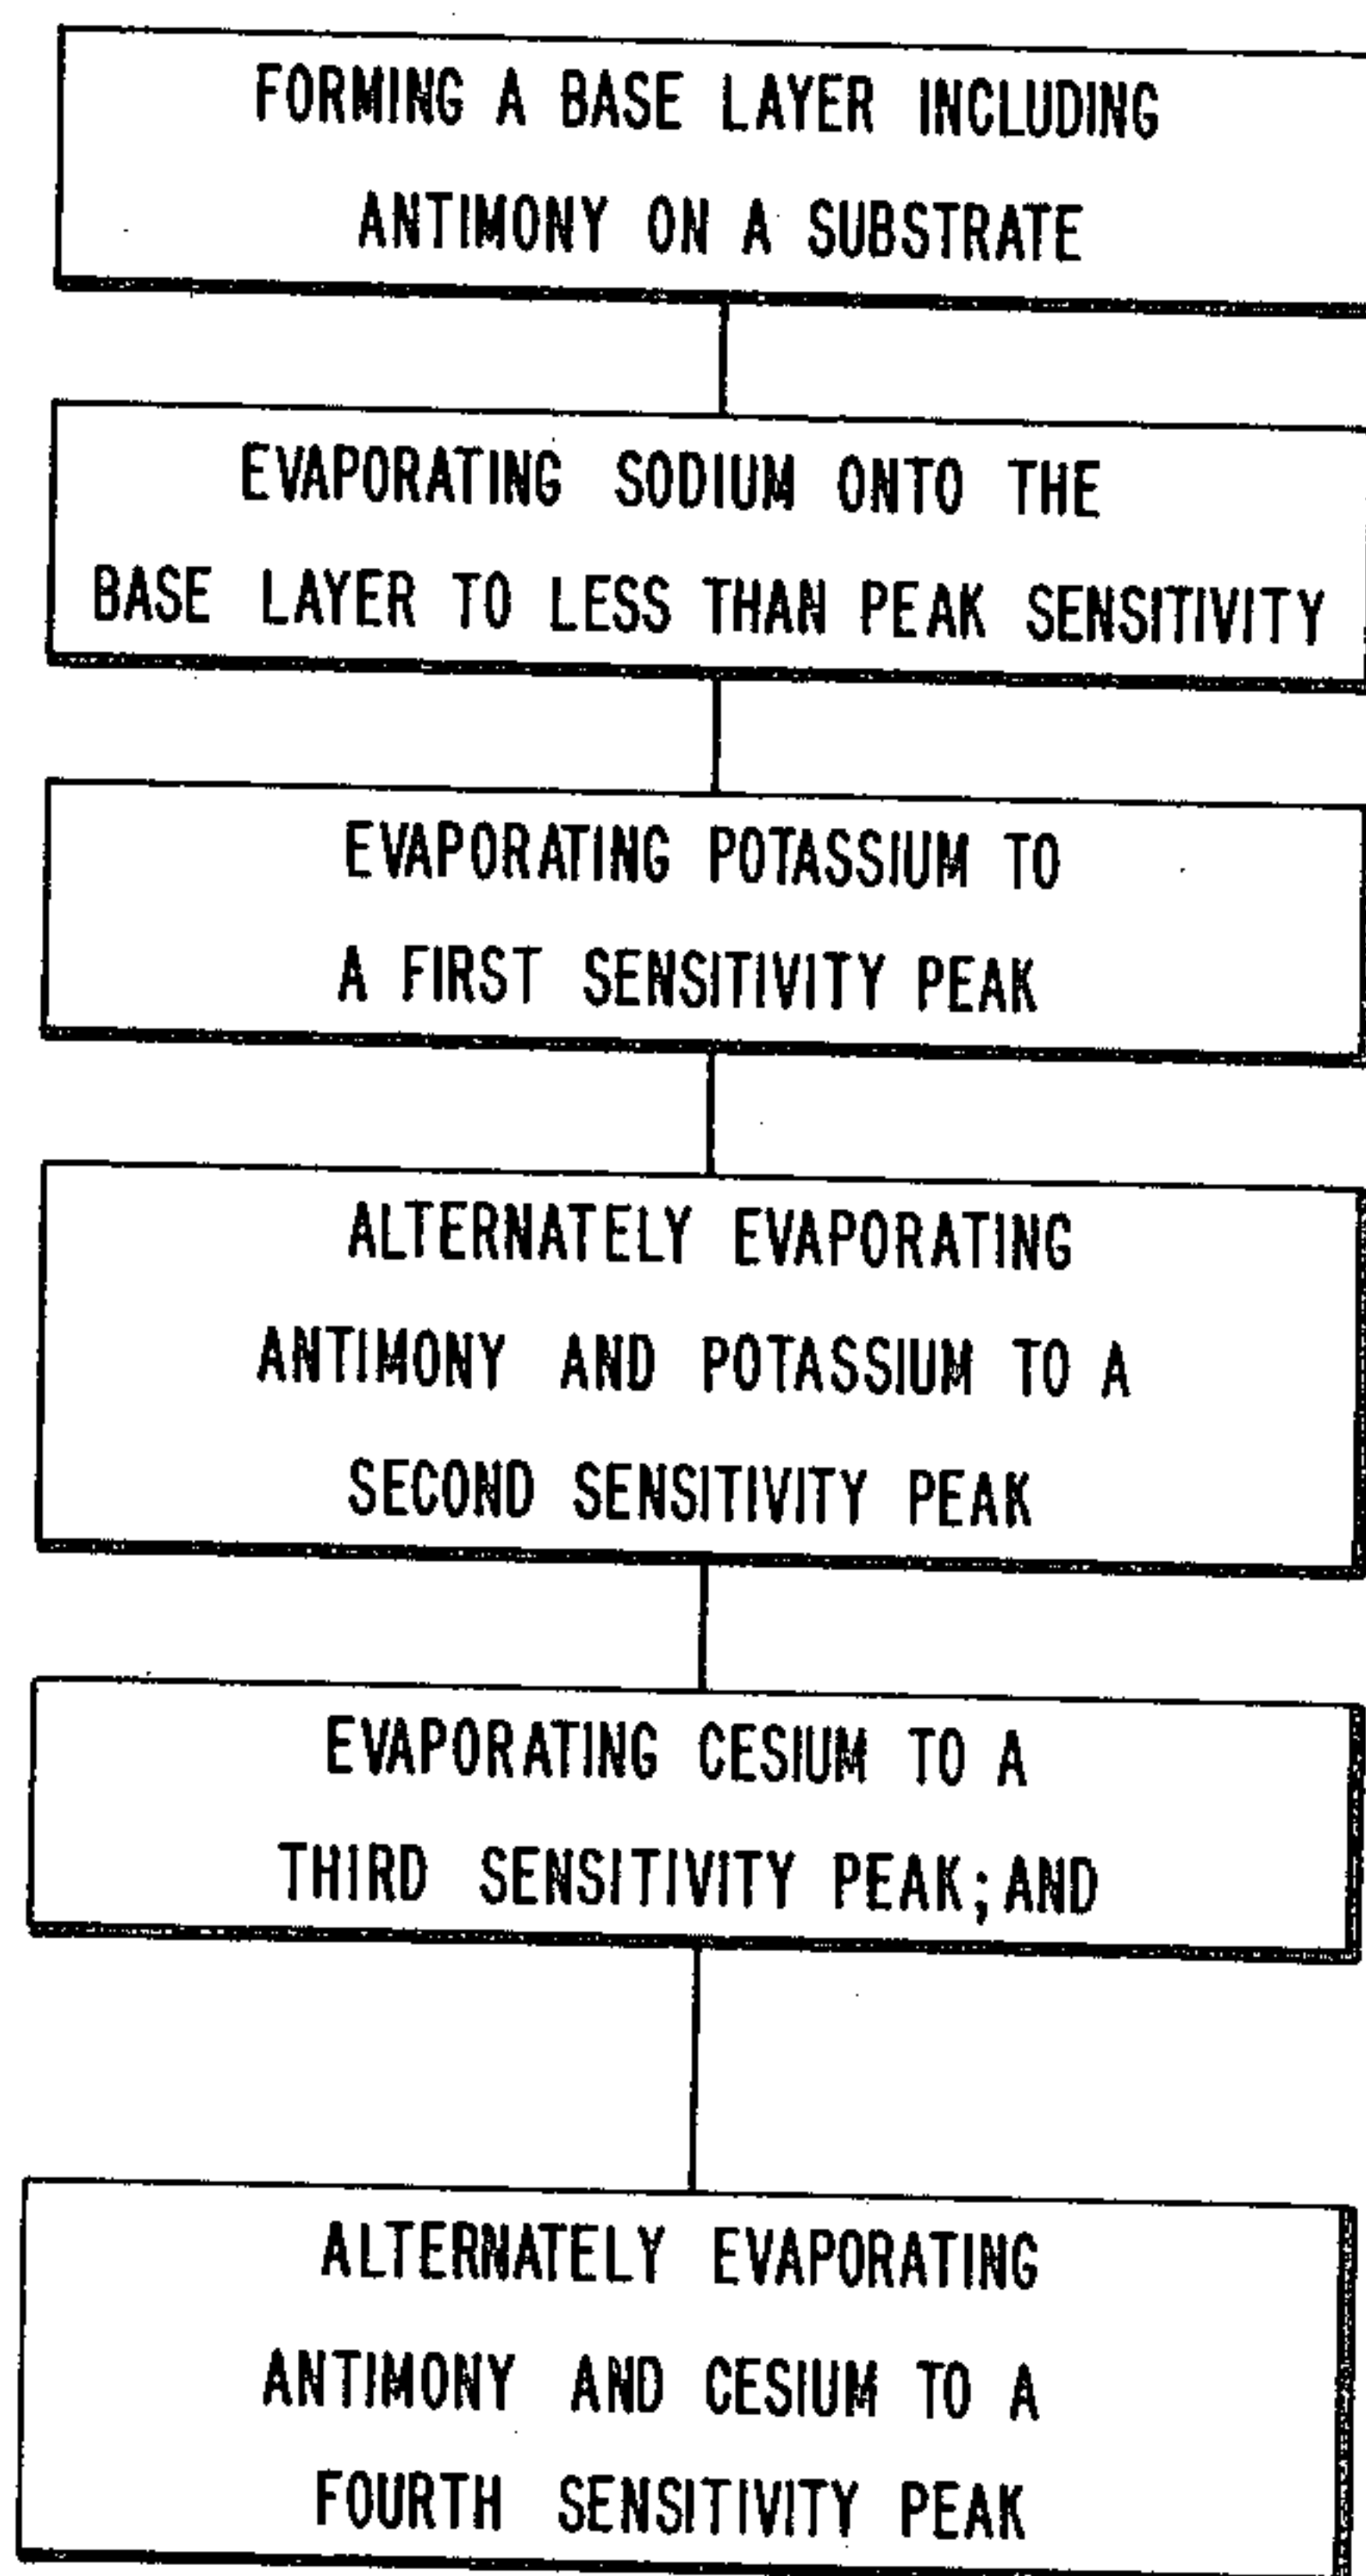 FORMING A BASE LAYER INCLUDING
ANTIMONY ON A SUBSTRATE
EVAPORATING SODIUM ONTO THE
BASE LAYER TO LESS THAN PEAK SENSITIVITY
EVAPORATING POTASSIUM TO
A FIRST SENSITIVITY PEAK
ALTERNATELY EVAPORATING
ANTIMONY AND POTASSIUM TO A
SECOND SENSITIVITY PEAK
EVAPORATING CESIUM TO A
THIRD SENSITIVITY PEAK; AND
ALTERNATELY EVAPORATING
ANTIMONY AND CESIUM TO A
FOURTH SENSITIVITY PEAK